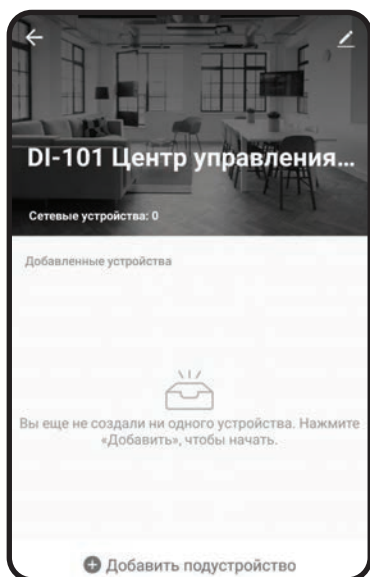 DI-101 Центр управления...
Сетевые устройства: 0
Добавленные устройства
Вы еще не создали ни одного устройства. Нажмите
«Добавить», чтобы начать.
Добавить подустройство